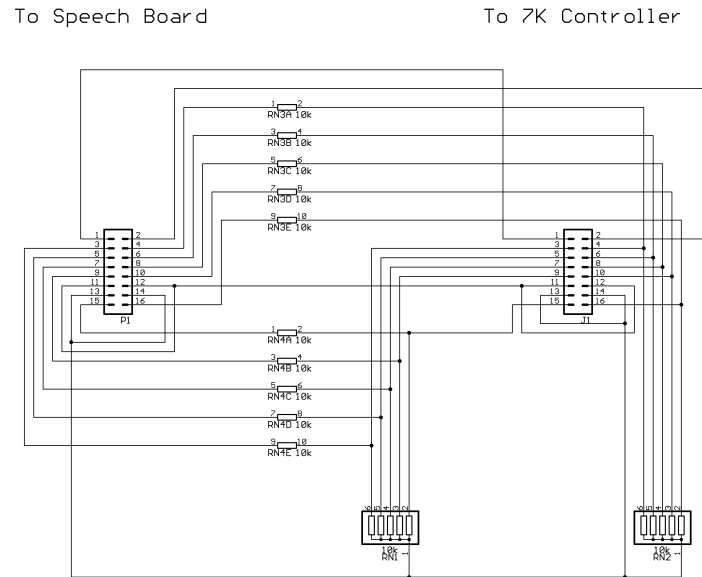 To Speech Board
To 7K Controller
1 2
RN3A 10k
3 4
RN3B 10k
5 6
RN3C 10k
7 8
RN3D 10k
9 10
RN3E 10k
1 2
3 4
5 6
7 8
9 10
11 12
13 14
15 16
P1
1 2
3 4
5 6
7 8
9 10
11 12
13 14
15 16
J1
1 2
RN4A 10k
3 4
RN4B 10k
5 6
RN4C 10k
7 8
RN4D 10k
9 10
RN4E 10k
6 5 4 3 2
10k
RN1 1
6 5 4 3 2
10k
RN2 1